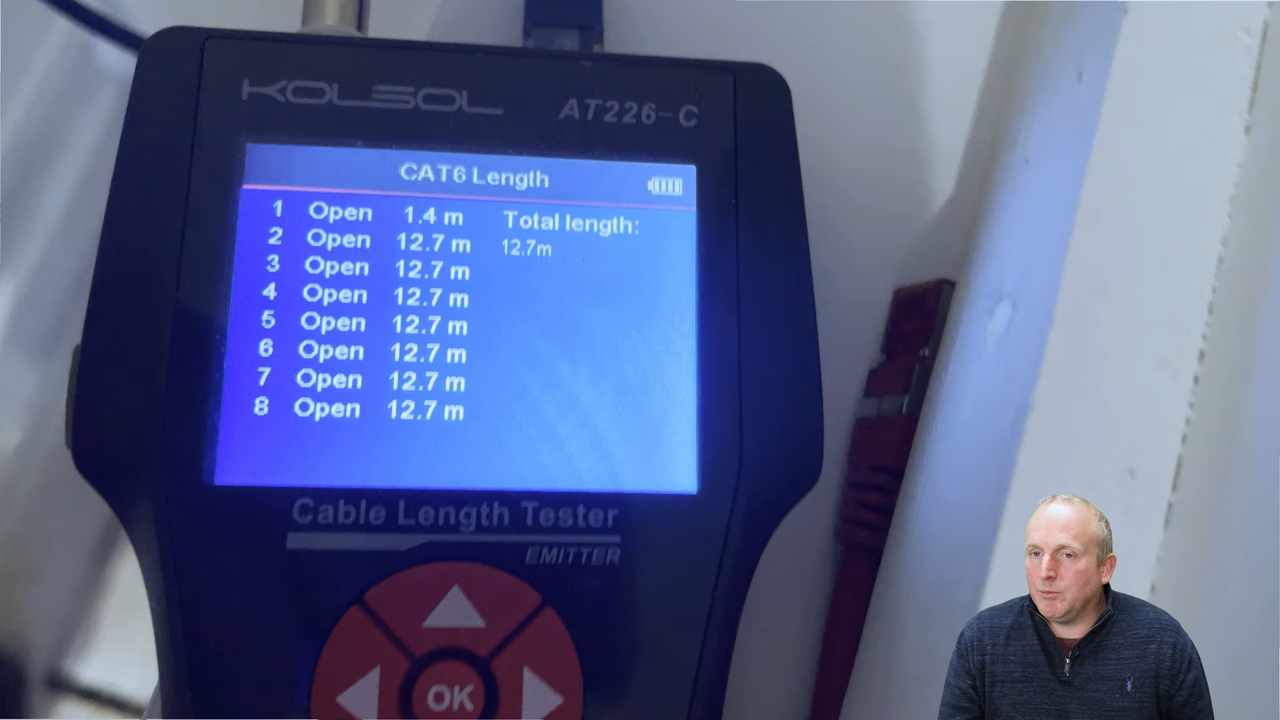 KOLSOL
AT226-C
CAT6 Length
1 Open 1.4 m
2 Open 12.7 m
3 Open 12.7 m
4 Open 12.7 m
5 Open 12.7 m
6 Open 12.7 m
7 Open 12.7 m
8 Open 12.7 m
Total length:
12.7m
Cable Length Tester
EMITTER
OK